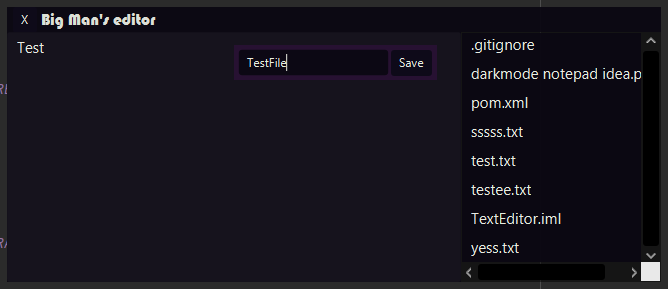 X Big Man's editor
Test
TestFile Save
.gitignore
darkmode notepad idea.p
pom.xml
sssss.txt
test.txt
testee.txt
TextEditor.iml
yess.txt